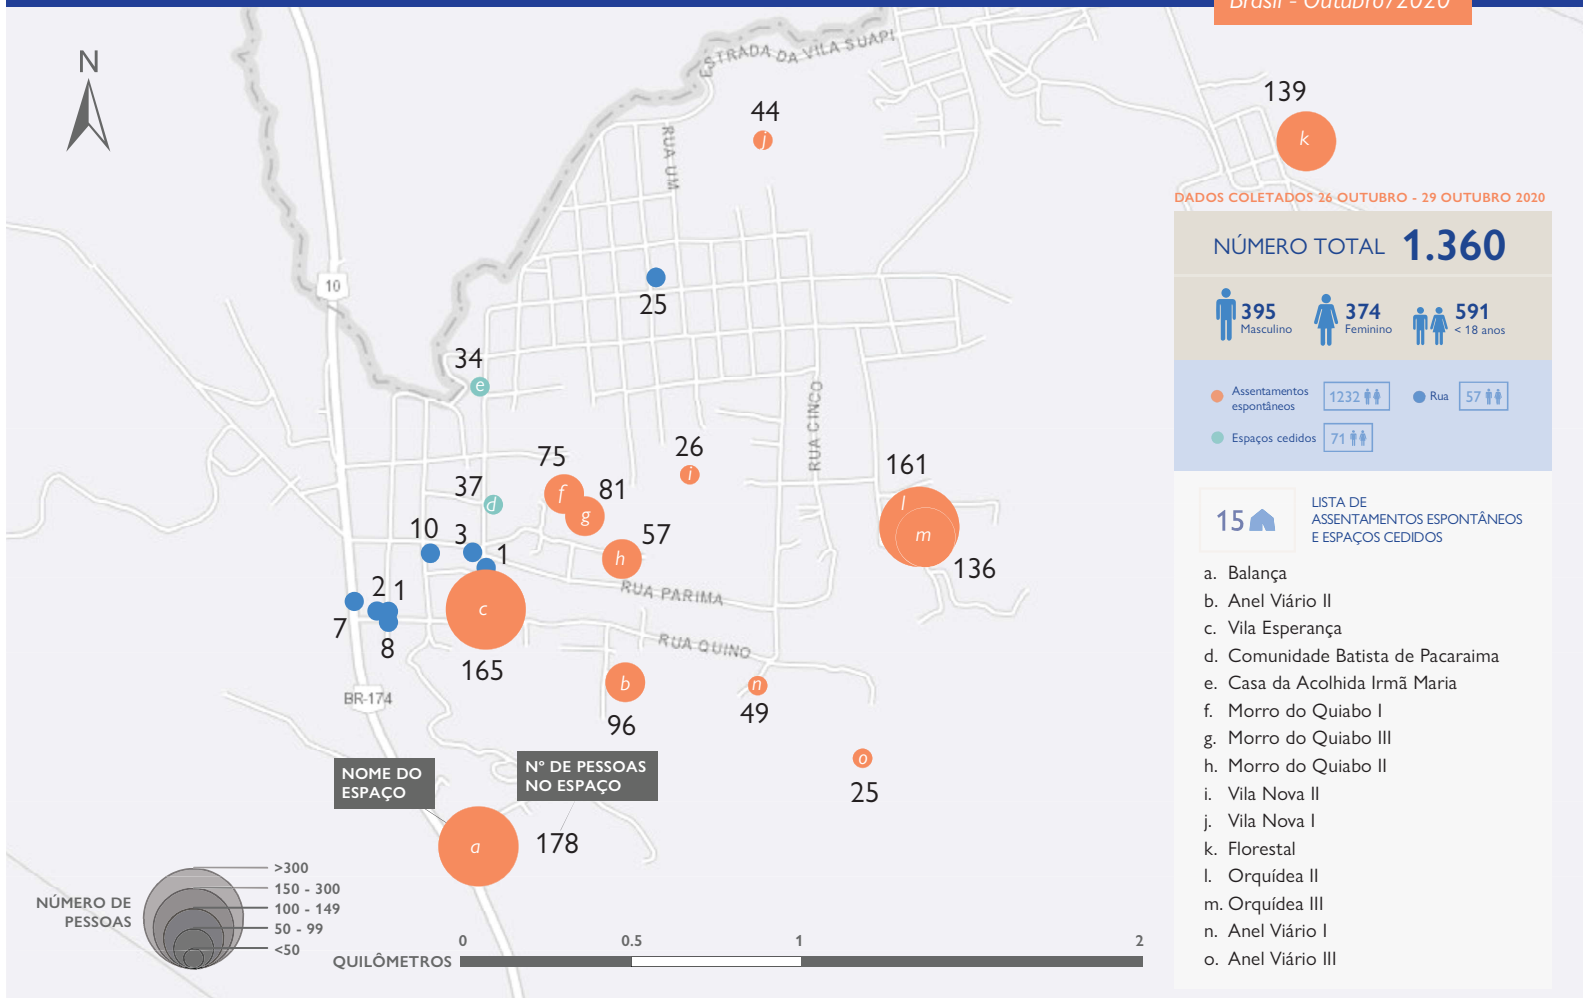 Brasil - Outubro/2020
N
ESTRADA DA VILA SUAPI
RUA UM
44
j
139
k
DADOS COLETADOS 26 OUTUBRO - 29 OUTUBRO 2020
NÚMERO TOTAL 1.360
395
Masculino
374
Feminino
591
< 18 anos
Assentamentos
espontâneos
1232
Rua
57
Espaços cedidos
71
15
LISTA DE
ASSENTAMENTOS ESPONTÂNEOS
E ESPAÇOS CEDIDOS
a. Balança
b. Anel Viário II
c. Vila Esperança
d. Comunidade Batista de Pacaraima
e. Casa da Acolhida Irmã Maria
f. Morro do Quiabo I
g. Morro do Quiabo III
h. Morro do Quiabo II
i. Vila Nova II
j. Vila Nova I
k. Florestal
l. Orquídea II
m. Orquídea III
n. Anel Viário I
o. Anel Viário III
10
25
34
e
RUA CINCO
26
i
75
f
81
g
37
d
161
l
m
136
10
3
1
57
h
2
1
7
8
c
165
RUA PARIMA
RUA QUINO
b
96
n
49
BR-174
o
25
NOME DO
ESPAÇO
Nº DE PESSOAS
NO ESPAÇO
a
178
NÚMERO DE
PESSOAS
>300
150 - 300
100 - 149
50 - 99
<50
QUILÔMETROS
0
0.5
1
2